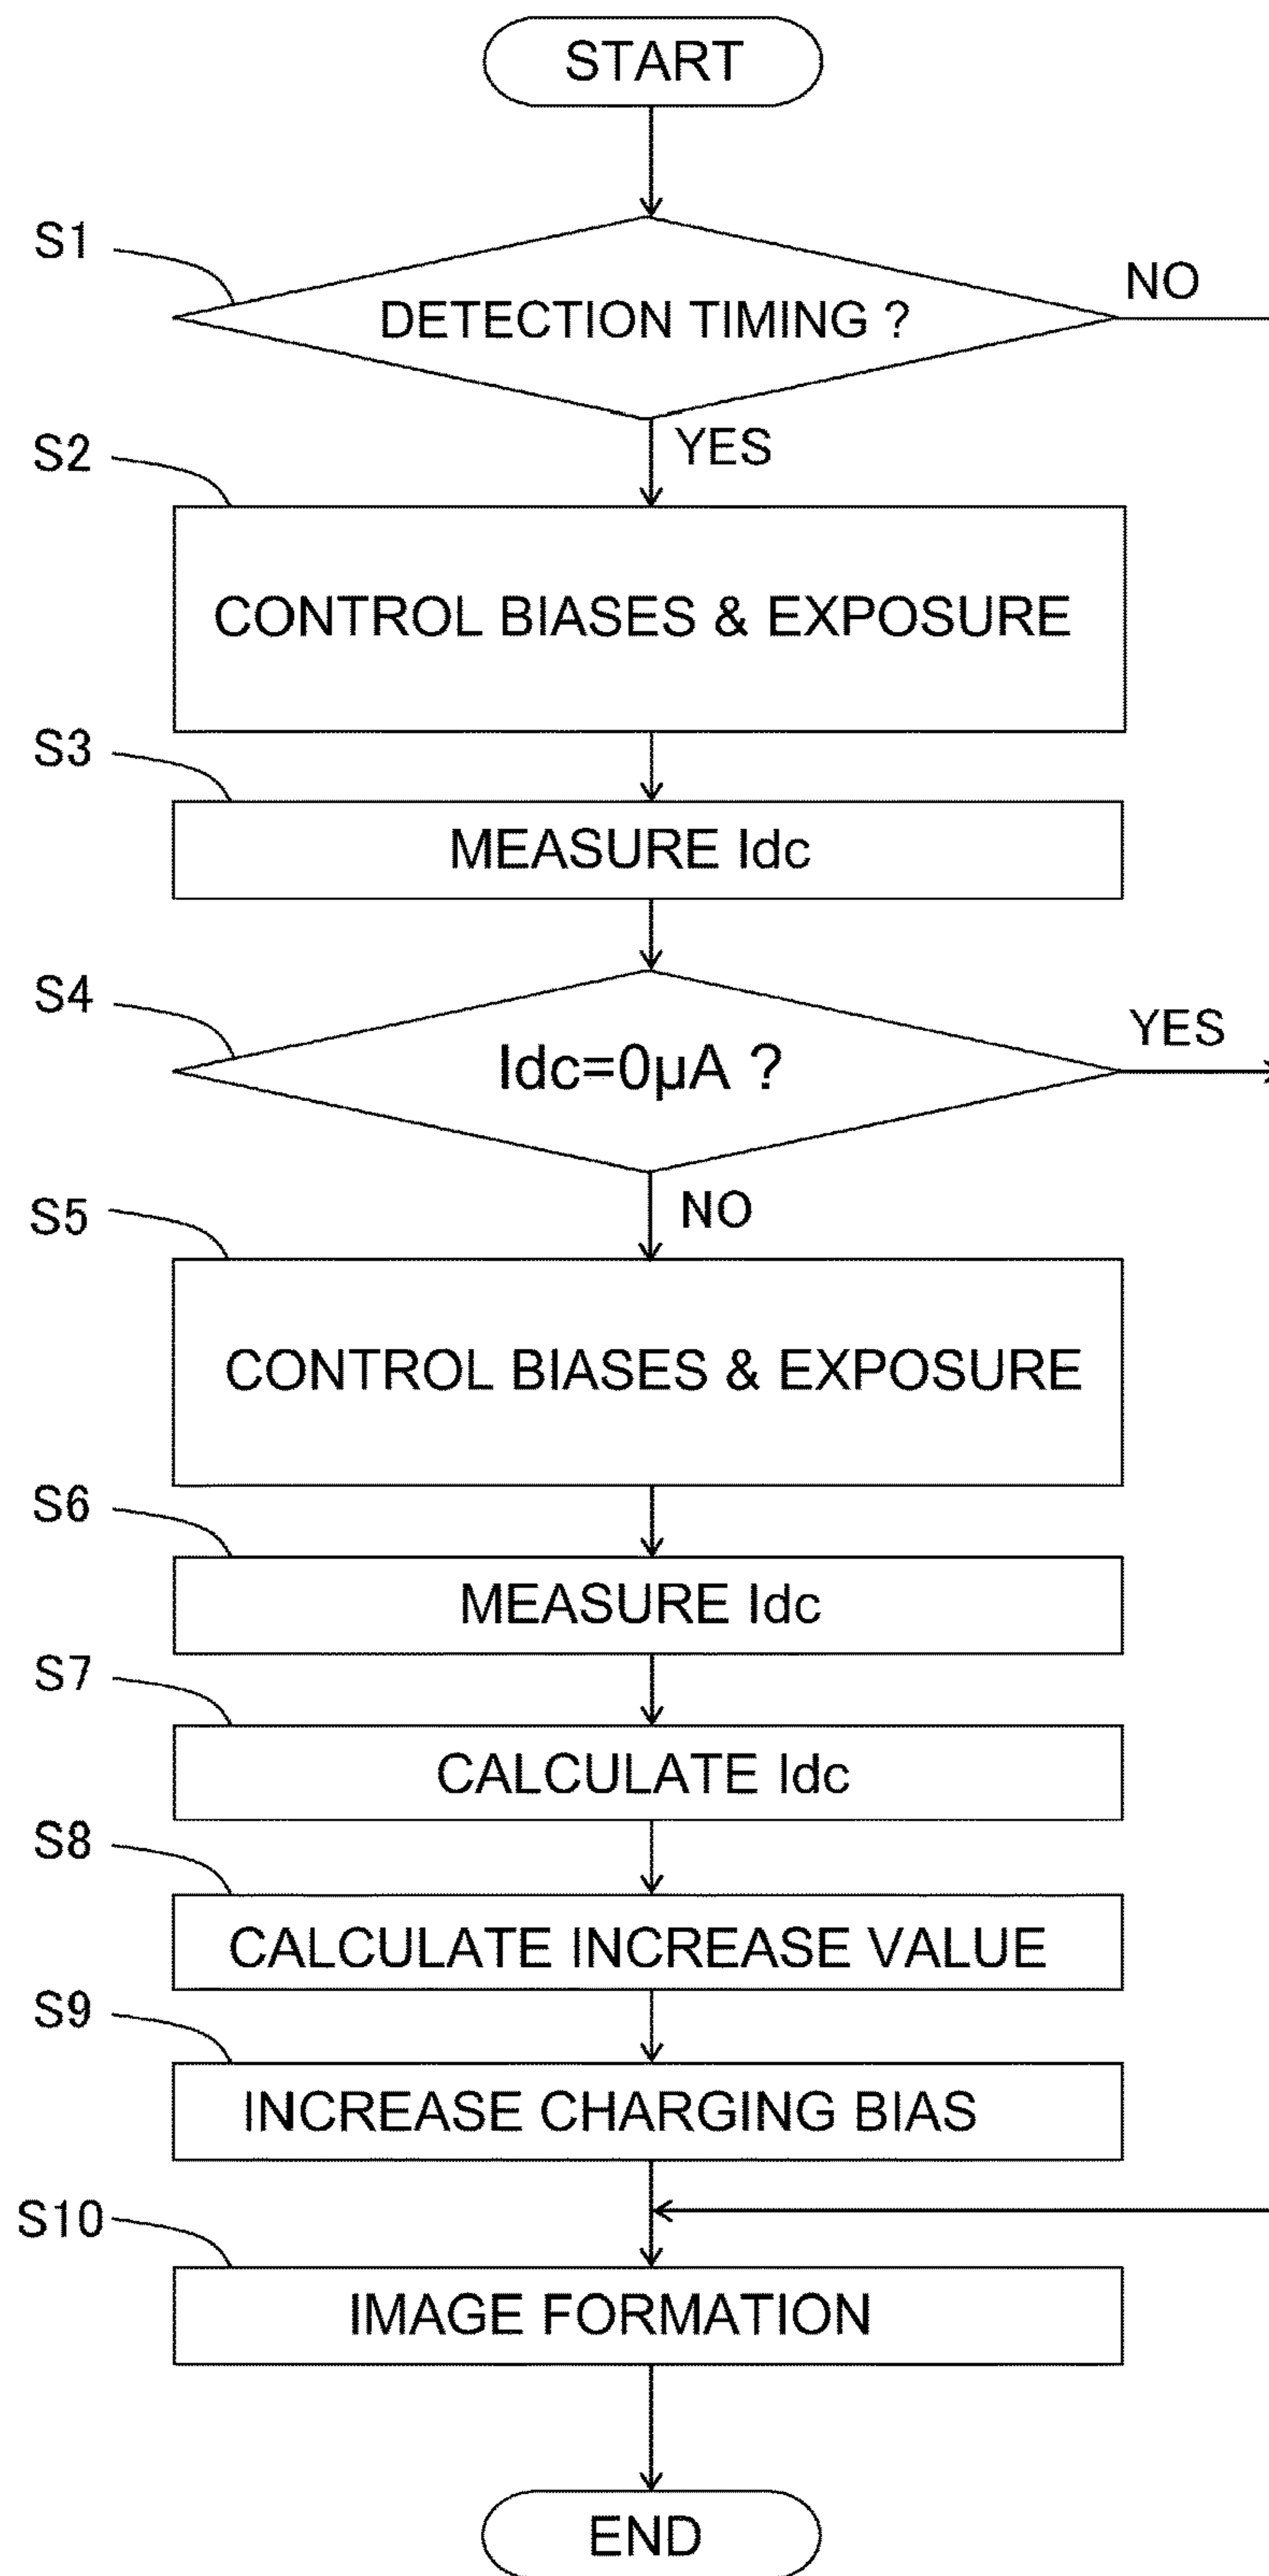 START
S1
DETECTION TIMING ?
NO
S2
YES
CONTROL BIASES & EXPOSURE
S3
MEASURE Idc
S4
Idc=0μA ?
YES
S5
NO
CONTROL BIASES & EXPOSURE
S6
MEASURE Idc
S7
CALCULATE Idc
S8
CALCULATE INCREASE VALUE
S9
INCREASE CHARGING BIAS
S10
IMAGE FORMATION
END